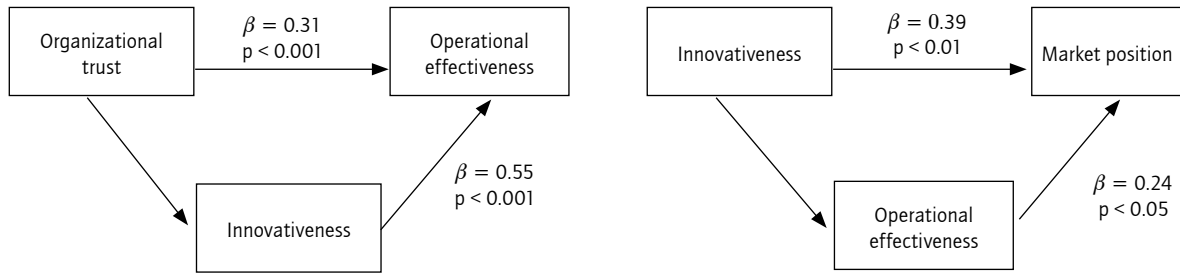 Organizational
trust
β = 0.31
p < 0.001
Operational
effectiveness
Innovativeness
β = 0.55
p < 0.001
Innovativeness
β = 0.39
p < 0.01
Market position
Operational
effectiveness
β = 0.24
p < 0.05